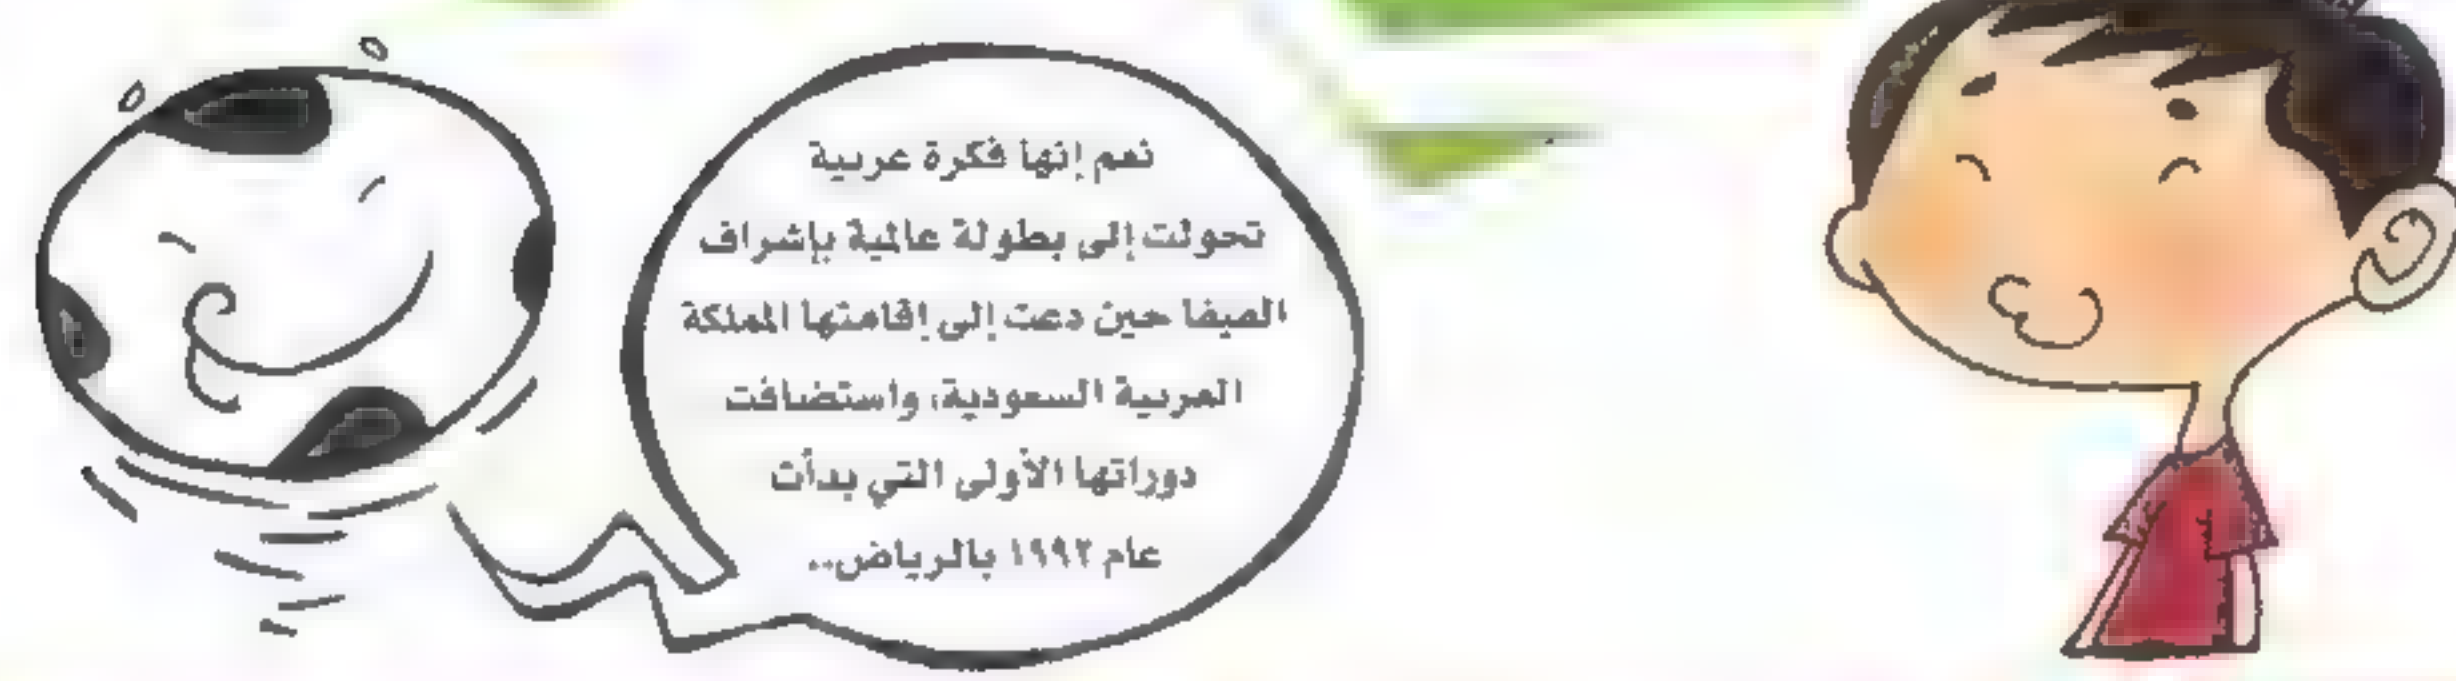 نعم إنها فكرة عربية
تحولت إلى بطولة عالمية بإشراف
الفيفا حين دعت إلى إقامتها المملكة
العربية السعودية، واستضافت
دوراتها الأولى التي بدأت
عام ١٩٩٢ بالرياض..